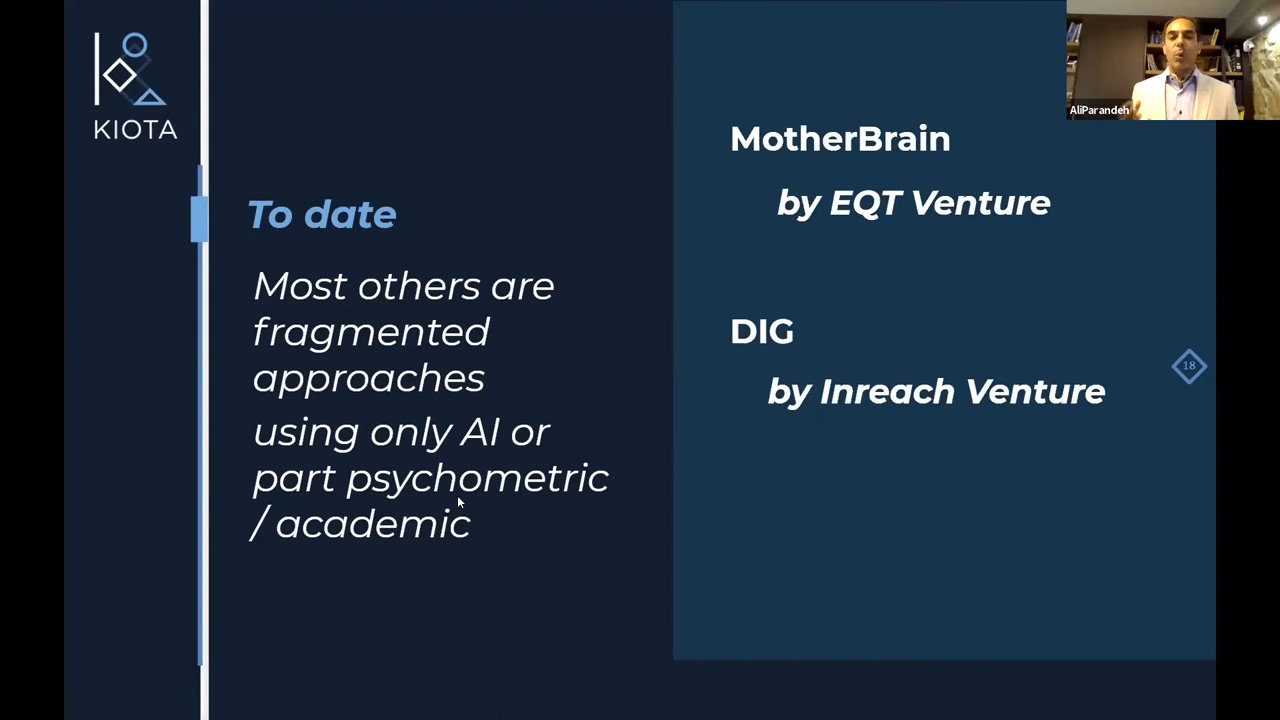 KIOTA
To date
Most others are
fragmented
approaches
using only AI or
part psychometric
/ academic
MotherBrain
by EQT Venture
DIG
by Inreach Venture
18
AliParandeh